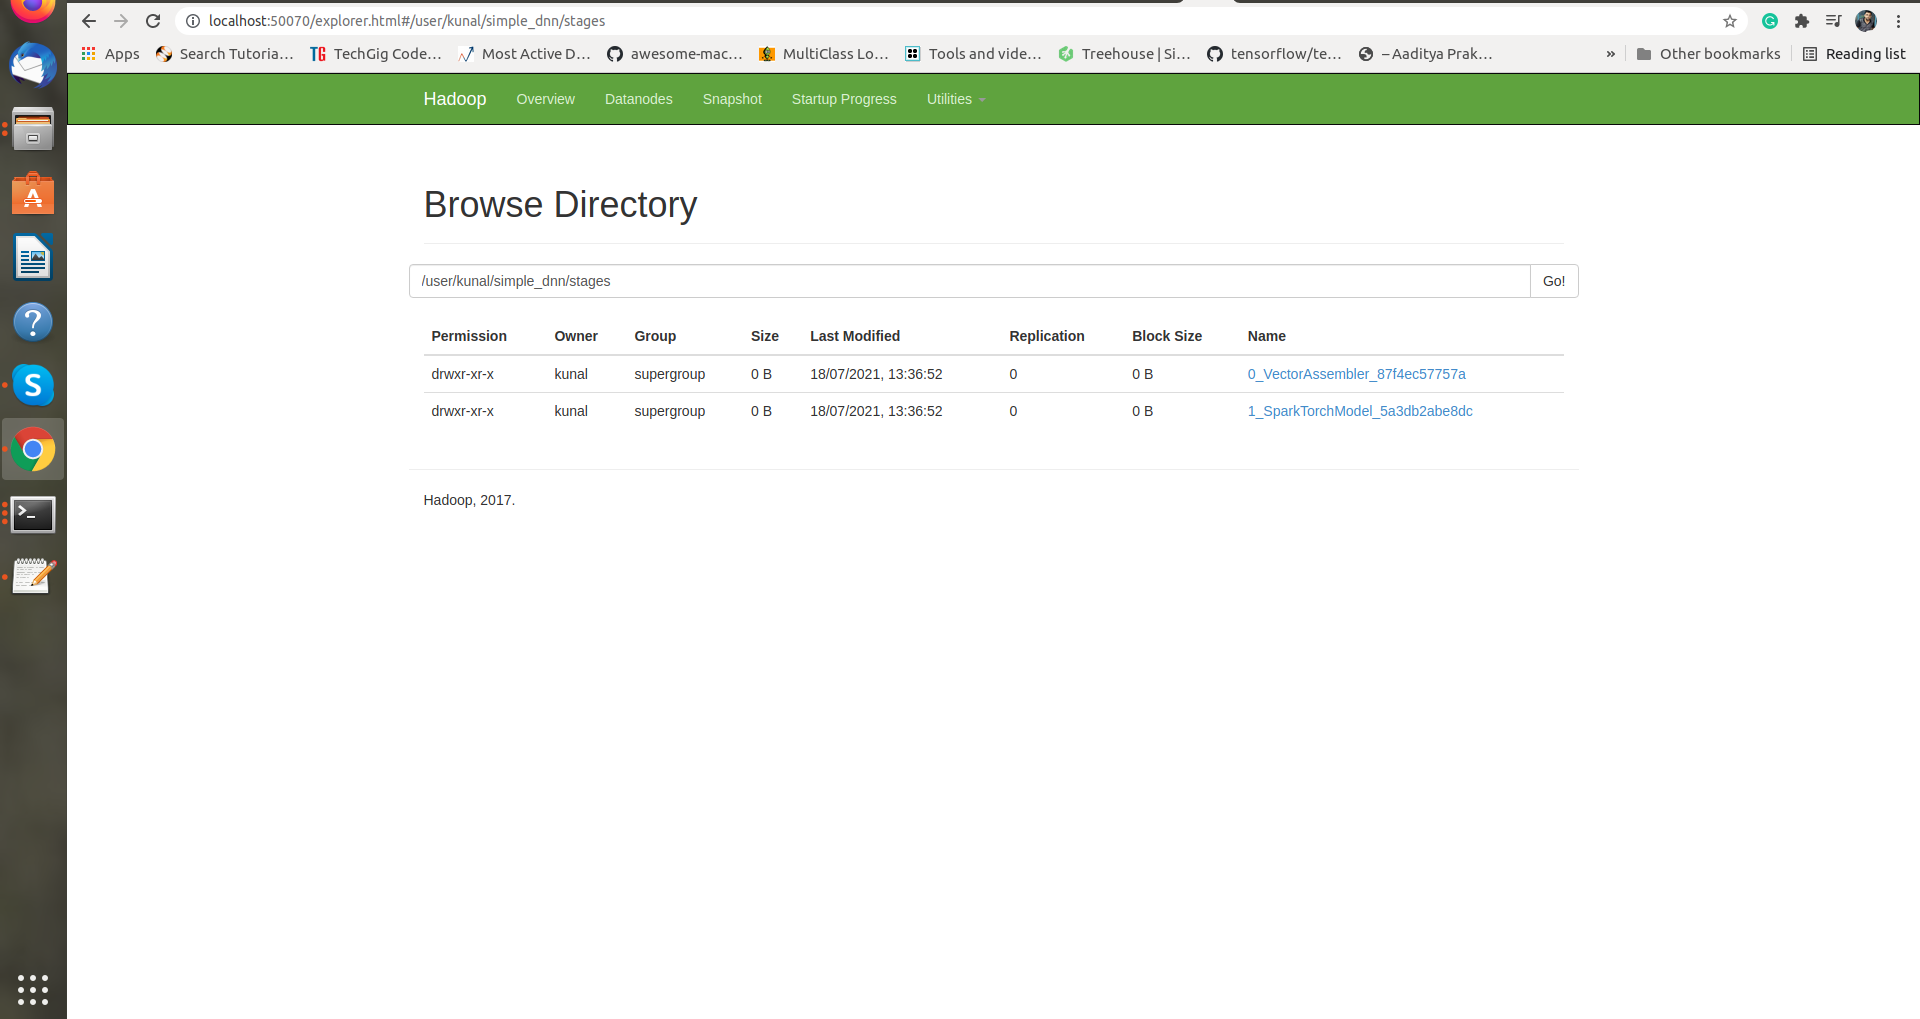 localhost:50070/explorer.html#/user/kunal/simple_dnn/stages
Apps Search Tutoria... TG TechGig Code... Most Active D... awesome-mac... MultiClass Lo... Tools and vide... Treehouse | Si... tensorflow/te... – Aaditya Prak... » Other bookmarks Reading list
Hadoop Overview Datanodes Snapshot Startup Progress Utilities
Browse Directory
/user/kunal/simple_dnn/stages Go!
Permission Owner Group Size Last Modified Replication Block Size Name
drwxr-xr-x kunal supergroup 0 B 18/07/2021, 13:36:52 0 0 B 0_VectorAssembler_87f4ec57757a
drwxr-xr-x kunal supergroup 0 B 18/07/2021, 13:36:52 0 0 B 1_SparkTorchModel_5a3db2abe8dc
Hadoop, 2017.